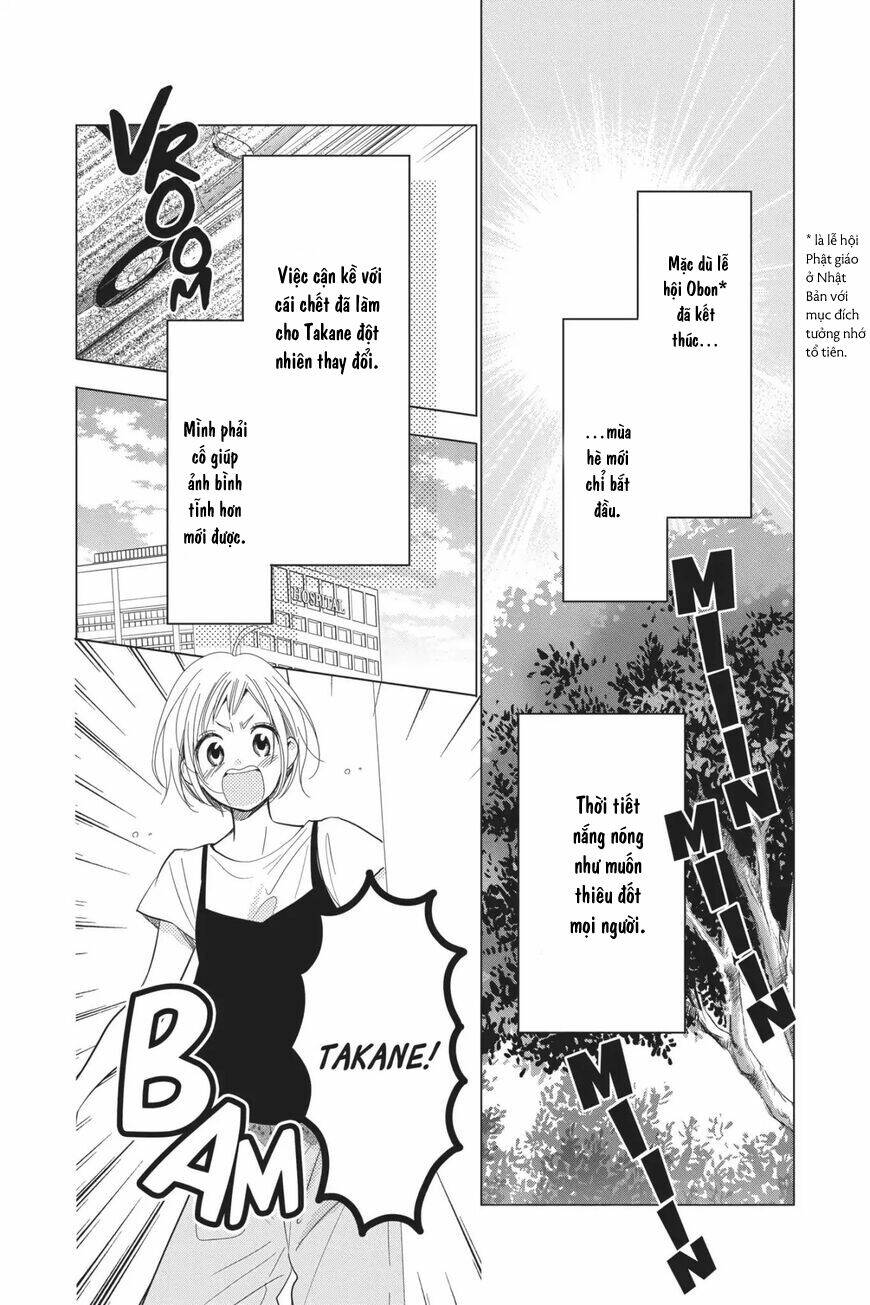 Mặc dù lễ
hội Obon*
đã kết
thúc...
* là lễ hội
Phật giáo
ở Nhật
Bản với
mục đích
tưởng nhớ
tổ tiên.
...mùa
hè mới
chỉ bắt
đầu.
MIIIN
MIIIN
Thời tiết
nắng nóng
như muốn
thiêu đốt
mọi người.
MIIIN
VROOM
Việc cận kề với
cái chết đã làm
cho Takane đột
nhiên thay đổi.
Mình phải
cố giúp
ảnh bình
tĩnh hơn
mới được.
HOSPITAL
TAKANE!
BAM